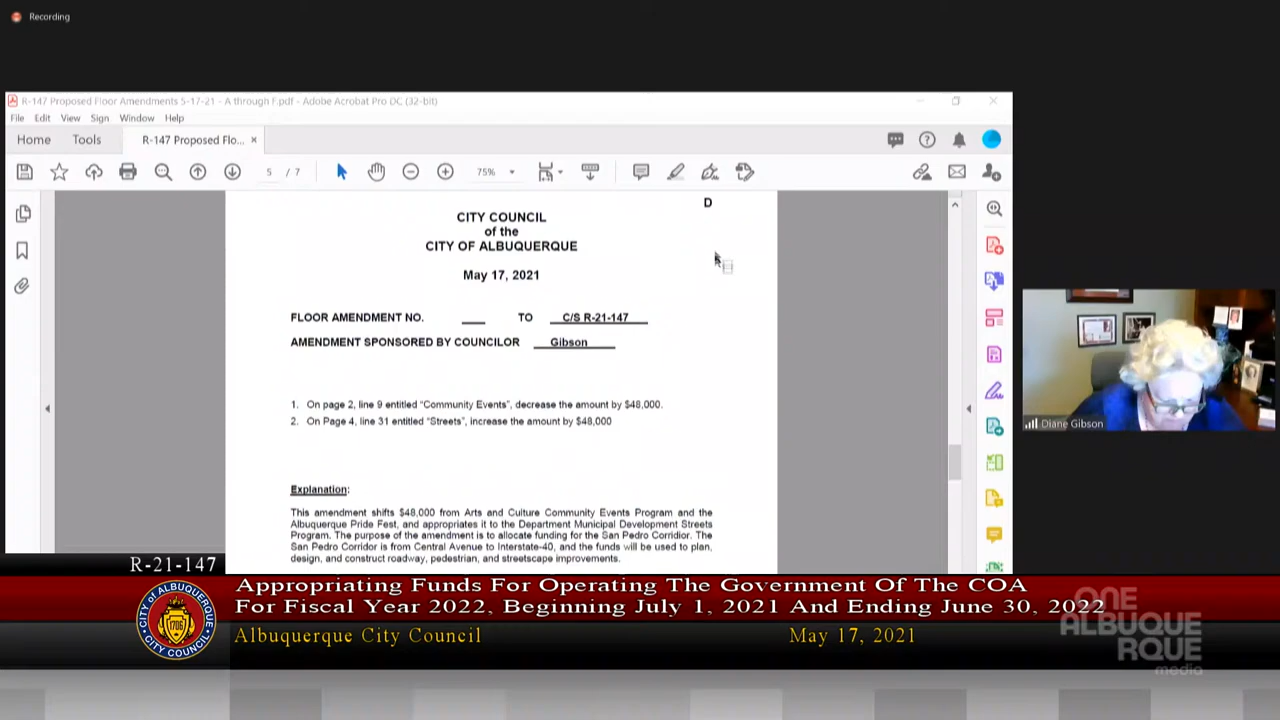 Recording
R-147 Proposed Floor Amendments 5-17-21 - A through F.pdf - Adobe Acrobat Pro DC (32-bit)
File Edit View Sign Window Help
Home Tools R-147 Proposed Flo... ×
5 / 7 75%
D
CITY COUNCIL
of the
CITY OF ALBUQUERQUE
May 17, 2021
FLOOR AMENDMENT NO. ____ TO C/S R-21-147
AMENDMENT SPONSORED BY COUNCILOR Gibson
1. On page 2, line 9 entitled “Community Events”, decrease the amount by $48,000.
2. On Page 4, line 31 entitled “Streets”, increase the amount by $48,000
Explanation:
This amendment shifts $48,000 from Arts and Culture Community Events Program and the
Albuquerque Pride Fest, and appropriates it to the Department Municipal Development Streets
Program. The purpose of the amendment is to allocate funding for the San Pedro Corridior. The
San Pedro Corridor is from Central Avenue to Interstate-40, and the funds will be used to plan,
design, and construct roadway, pedestrian, and streetscape improvements.
Diane Gibson
R-21-147
Appropriating Funds For Operating The Government Of The COA
For Fiscal Year 2022, Beginning July 1, 2021 And Ending June 30, 2022
Albuquerque City Council May 17, 2021
CITY OF ALBUQUERQUE
1706
CITY COUNCIL
ONE
ALBUQUE
RQUE
media